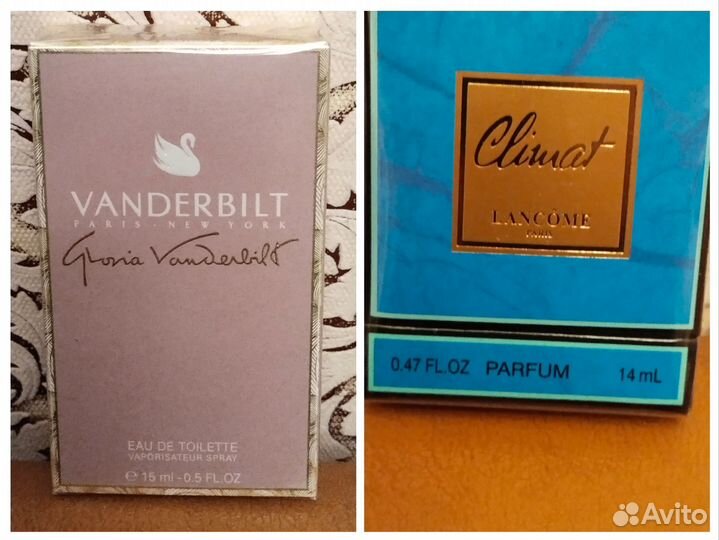 VANDERBILT
PARIS - NEW YORK
Gloria Vanderbilt
EAU DE TOILETTE
VAPORISATEUR SPRAY
℮ 15 ml - 0.5 FL.OZ
Climat
LANCÔME
PARIS
0.47 FL.OZ PARFUM 14 mL
Avito